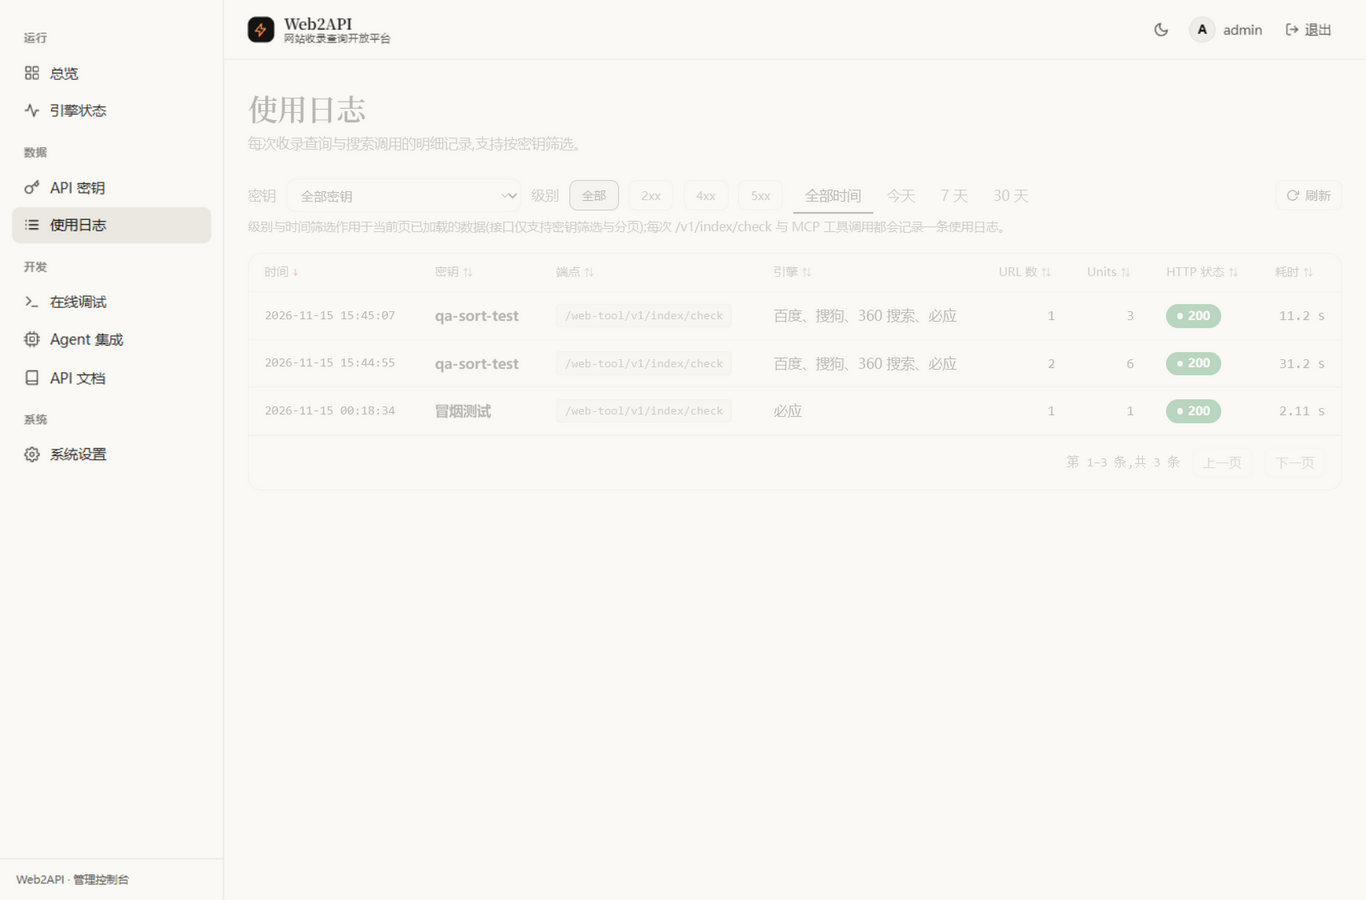 运行
总览
引擎状态
数据
API 密钥
使用日志
开发
在线调试
Agent 集成
API 文档
系统
系统设置
Web2API · 管理控制台
Web2API
网站收录查询开放平台
A admin 退出
使用日志
每次收录查询与搜索调用的明细记录,支持按密钥筛选。
密钥 全部密钥 级别 全部 2xx 4xx 5xx 全部时间 今天 7 天 30 天 刷新
级别与时间筛选作用于当前页已加载的数据(接口仅支持密钥筛选与分页);每次 /v1/index/check 与 MCP 工具调用都会记录一条使用日志。
时间 ↓ 密钥 ⇅ 端点 ⇅ 引擎 ⇅ URL 数 ⇅ Units ⇅ HTTP 状态 ⇅ 耗时 ⇅
2026-11-15 15:45:07 qa-sort-test /web-tool/v1/index/check 百度、搜狗、360 搜索、必应 1 3 200 11.2 s
2026-11-15 15:44:55 qa-sort-test /web-tool/v1/index/check 百度、搜狗、360 搜索、必应 2 6 200 31.2 s
2026-11-15 00:18:34 冒烟测试 /web-tool/v1/index/check 必应 1 1 200 2.11 s
第 1–3 条,共 3 条 上一页 下一页